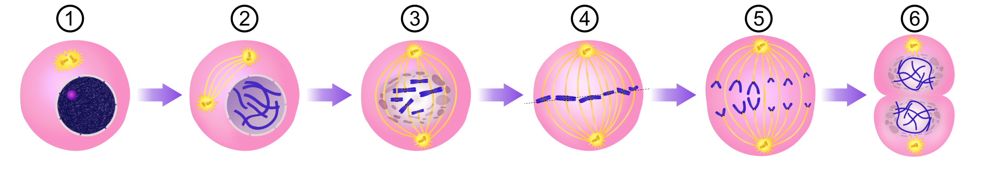 ① ② ③ ④ ⑤ ⑥